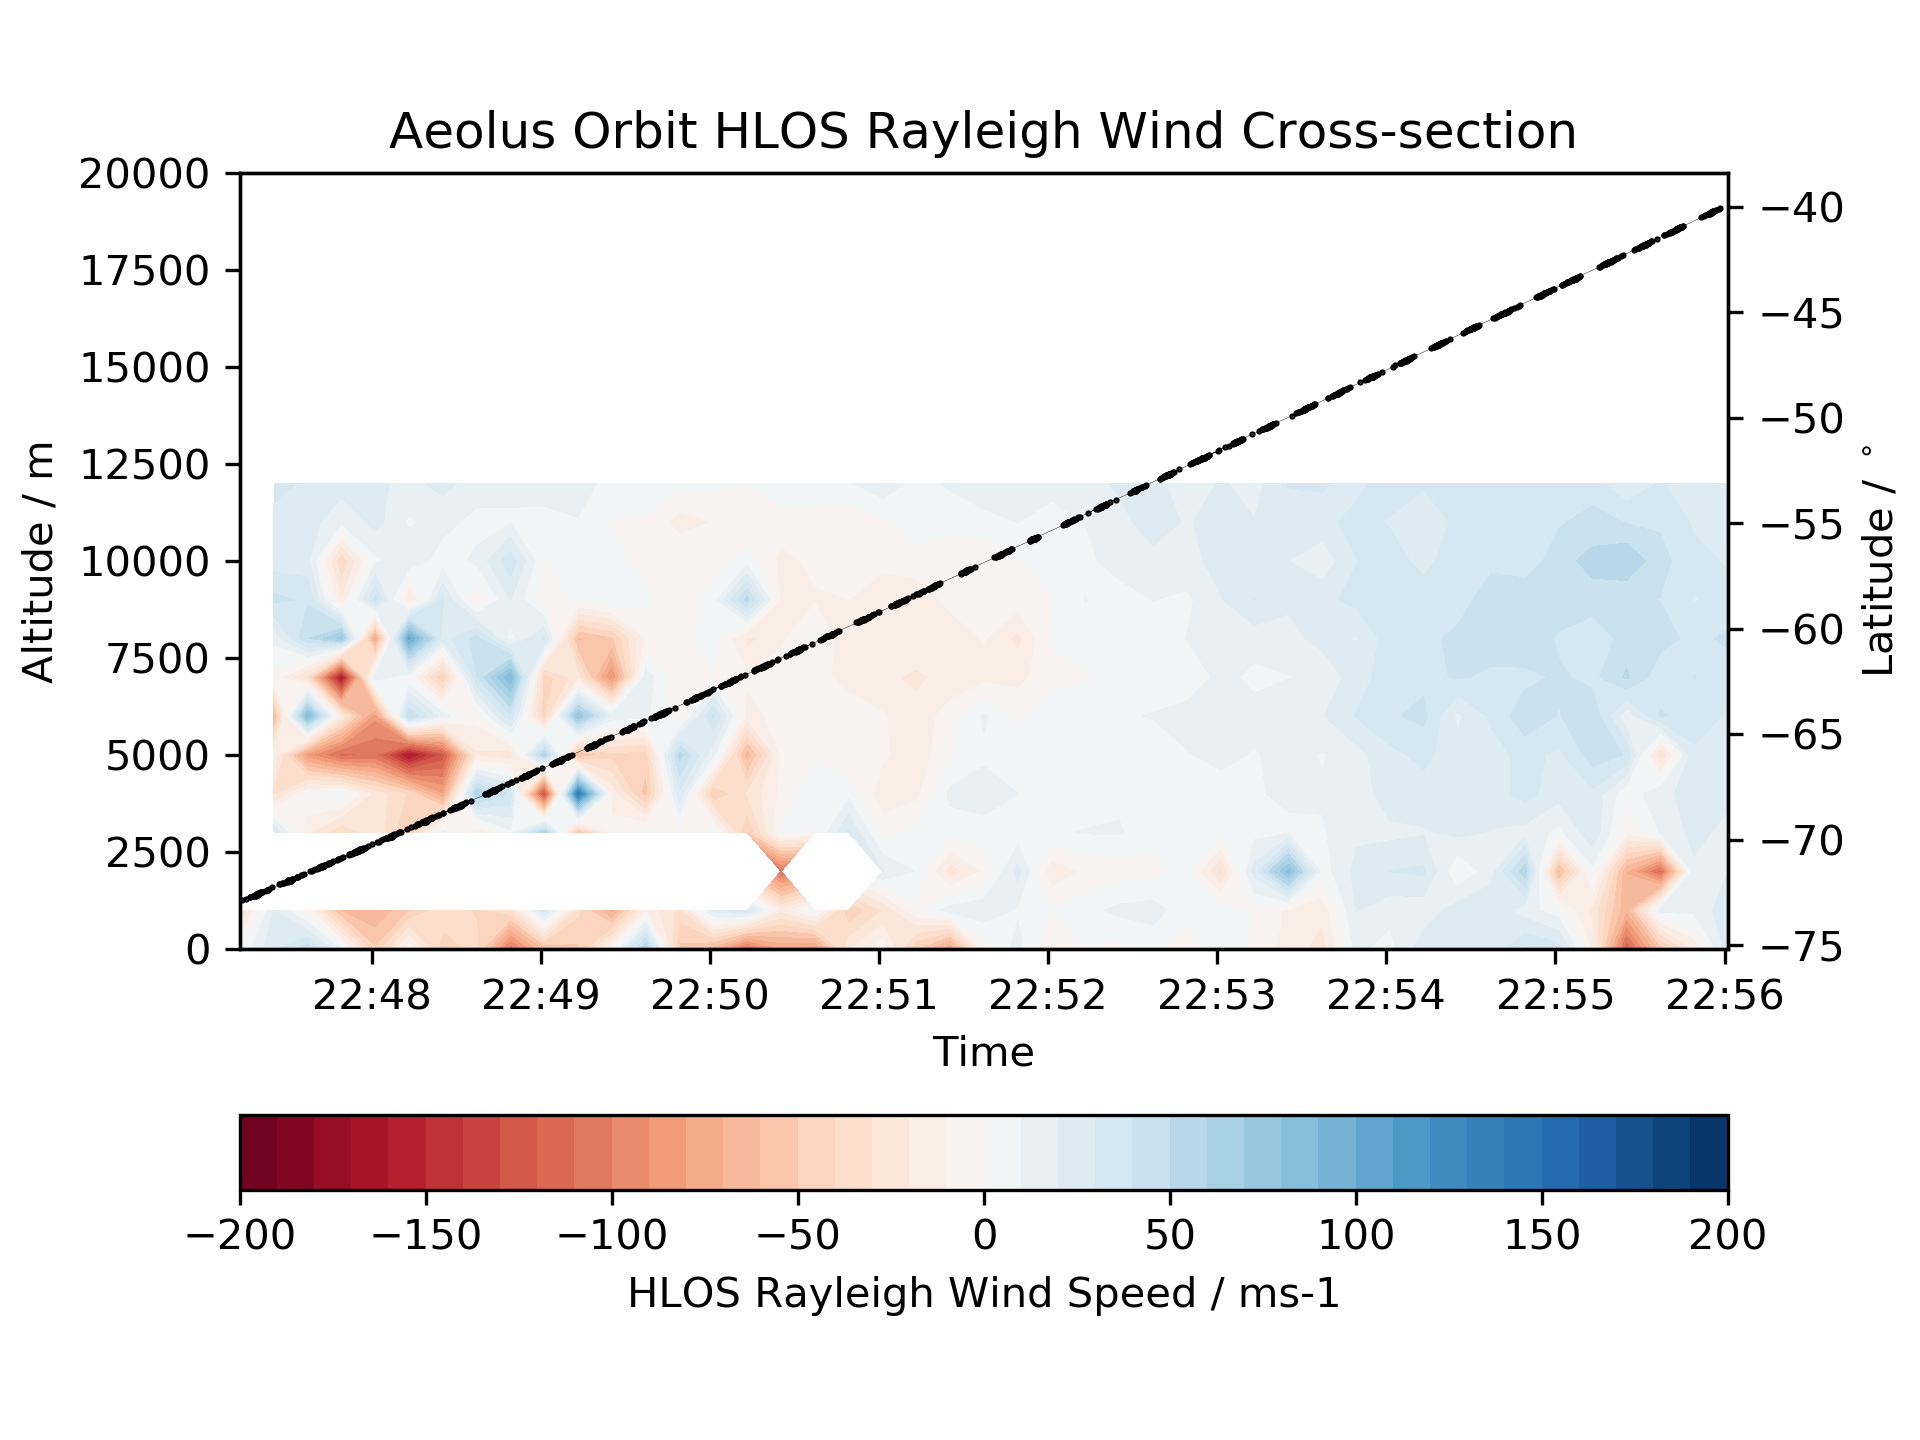 Aeolus Orbit HLOS Rayleigh Wind Cross-section
20000
17500
15000
12500
10000
7500
5000
2500
0
Altitude / m
−40
−45
−50
−55
−60
−65
−70
−75
Latitude / °
22:48 22:49 22:50 22:51 22:52 22:53 22:54 22:55 22:56
Time
−200 −150 −100 −50 0 50 100 150 200
HLOS Rayleigh Wind Speed / ms-1